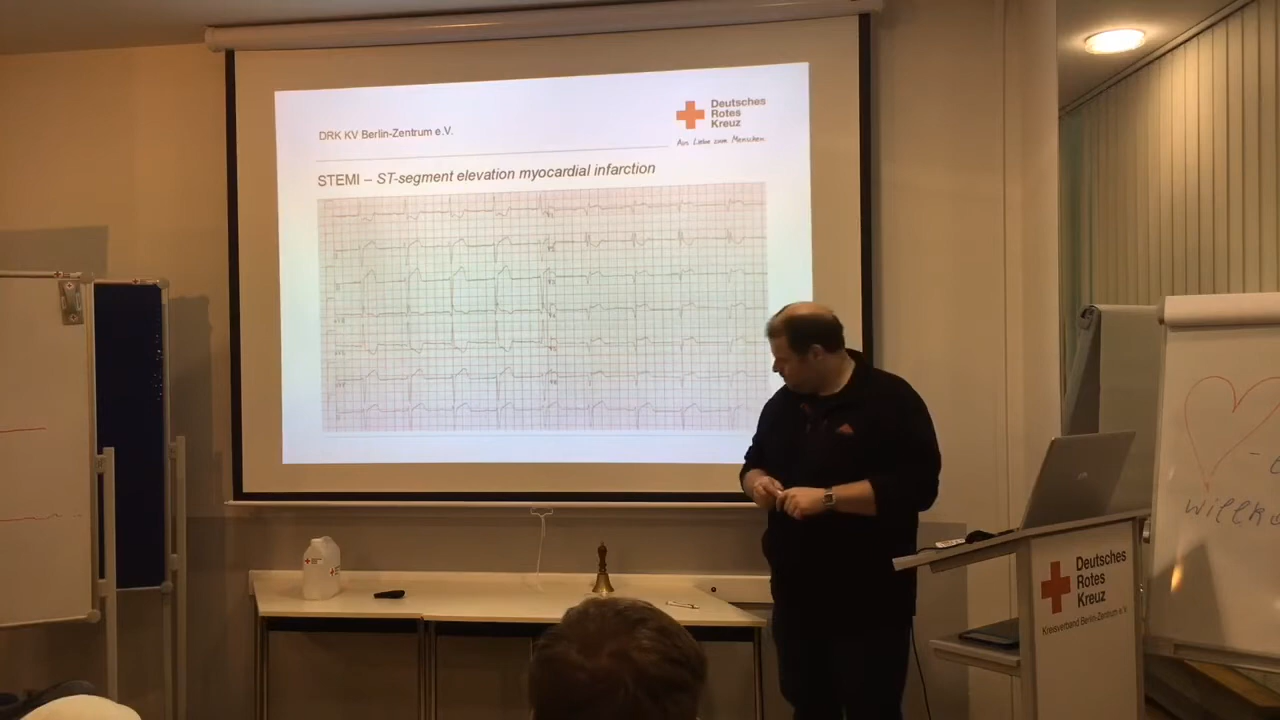 DRK KV Berlin-Zentrum e.V.
Deutsches
Rotes
Kreuz
Aus Liebe zum Menschen.
STEMI – ST-segment elevation myocardial infarction
Deutsches
Rotes
Kreuz
Kreisverband Berlin-Zentrum e.V.